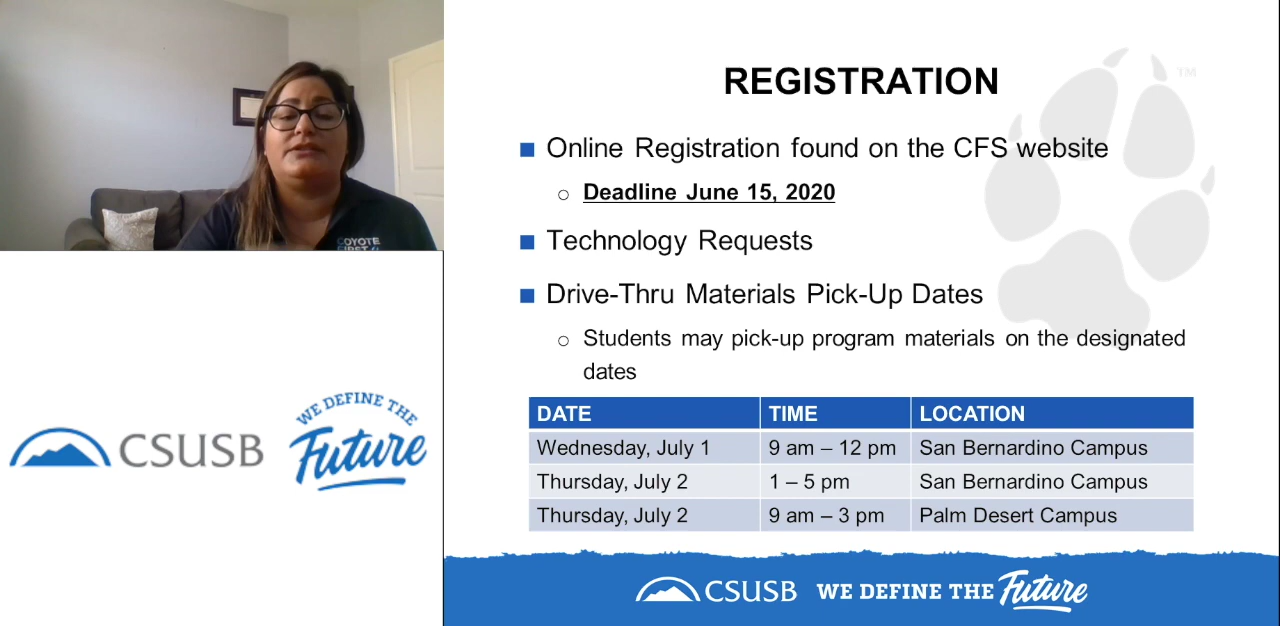 REGISTRATION
™
Online Registration found on the CFS website
Deadline June 15, 2020
Technology Requests
Drive-Thru Materials Pick-Up Dates
Students may pick-up program materials on the designated
dates
DATE TIME LOCATION
Wednesday, July 1 9 am – 12 pm San Bernardino Campus
Thursday, July 2 1 – 5 pm San Bernardino Campus
Thursday, July 2 9 am – 3 pm Palm Desert Campus
CSUSB WE DEFINE THE Future
COYOTE
FIRST
CSUSB
WE DEFINE THE
Future